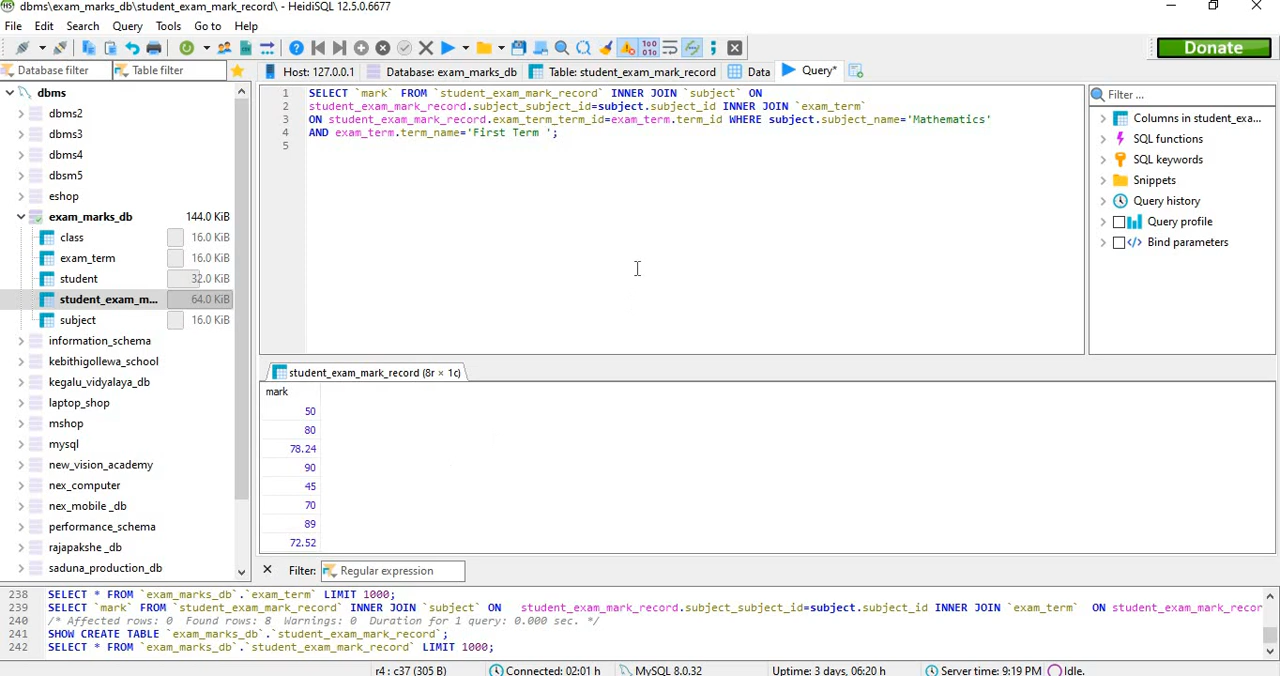 dbms\exam_marks_db\student_exam_mark_record\ - HeidiSQL 12.5.0.6677
File Edit Search Query Tools Go to Help
Donate
Database filter
Table filter
Host: 127.0.0.1
Database: exam_marks_db
Table: student_exam_mark_record
Data
Query*
dbms
dbms2
dbms3
dbms4
dbms5
eshop
exam_marks_db 144.0 KiB
class 16.0 KiB
exam_term 16.0 KiB
student 32.0 KiB
student_exam_m... 64.0 KiB
subject 16.0 KiB
information_schema
kebithigollewa_school
kegalu_vidyalaya_db
laptop_shop
mshop
mysql
new_vision_academy
nex_computer
nex_mobile _db
performance_schema
rajapakshe _db
saduna_production_db
1 SELECT `mark` FROM `student_exam_mark_record` INNER JOIN `subject` ON
2 student_exam_mark_record.subject_subject_id=subject.subject_id INNER JOIN `exam_term`
3 ON student_exam_mark_record.exam_term_term_id=exam_term.term_id WHERE subject.subject_name='Mathematics'
4 AND exam_term.term_name='First Term ';
5
Filter ...
Columns in student_exa...
SQL functions
SQL keywords
Snippets
Query history
Query profile
Bind parameters
student_exam_mark_record (8r × 1c)
mark
50
80
78.24
90
45
70
89
72.52
Filter: Regular expression
238 SELECT * FROM `exam_marks_db`.`exam_term` LIMIT 1000;
239 SELECT `mark` FROM `student_exam_mark_record` INNER JOIN `subject` ON student_exam_mark_record.subject_subject_id=subject.subject_id INNER JOIN `exam_term` ON student_exam_mark_recor
240 /* Affected rows: 0 Found rows: 8 Warnings: 0 Duration for 1 query: 0.000 sec. */
241 SHOW CREATE TABLE `exam_marks_db`.`student_exam_mark_record`;
242 SELECT * FROM `exam_marks_db`.`student_exam_mark_record` LIMIT 1000;
r4 : c37 (305 B)
Connected: 02:01 h
MySQL 8.0.32
Uptime: 3 days, 06:20 h
Server time: 9:19 PM
Idle.